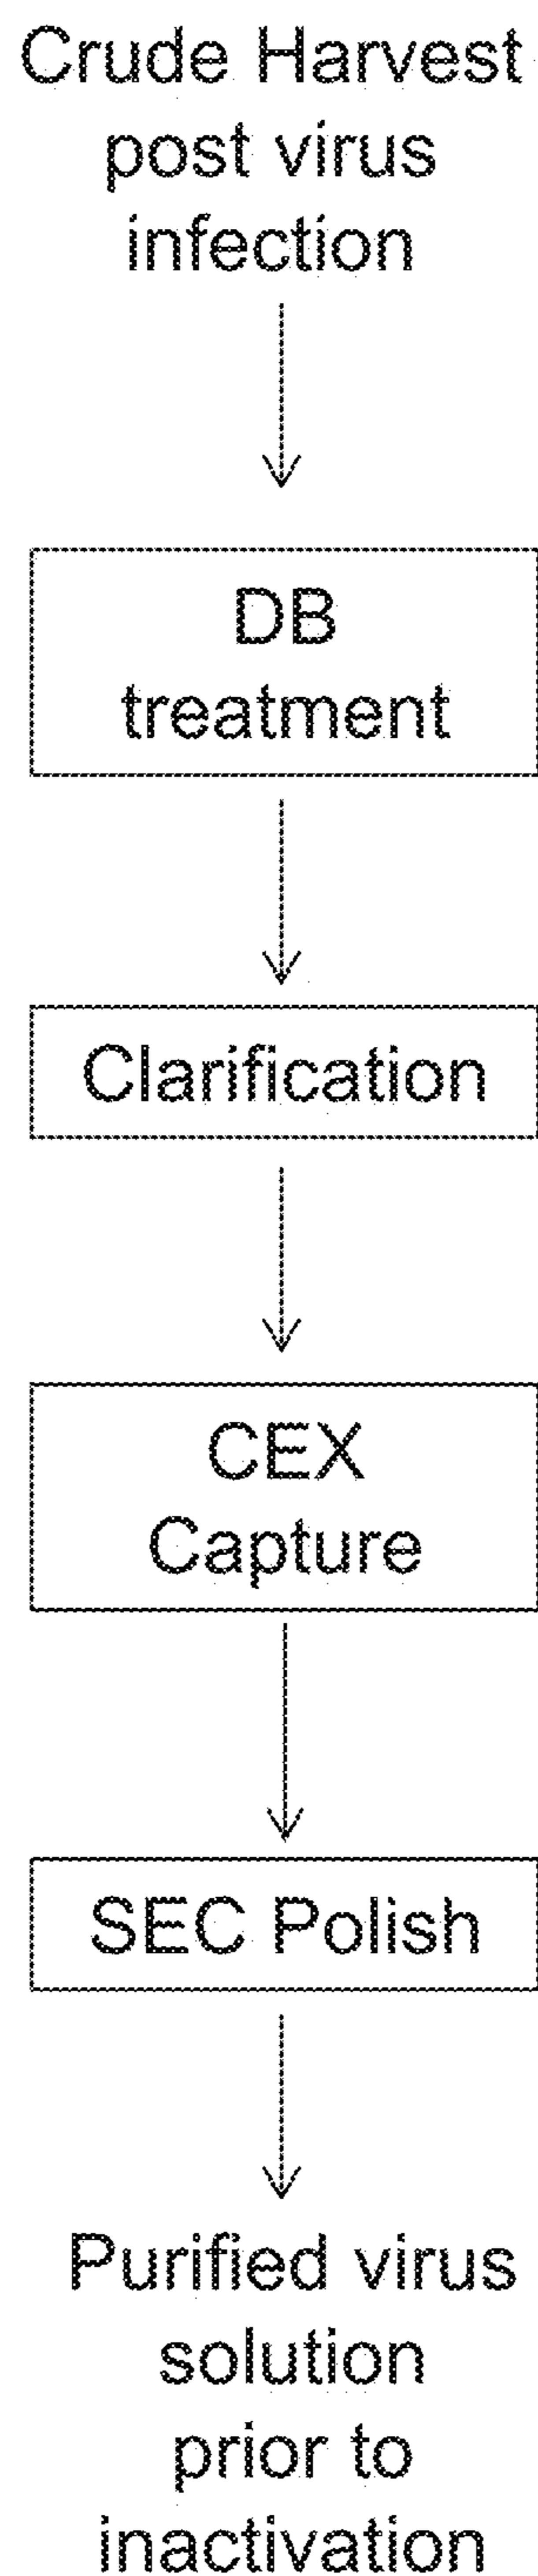 Crude Harvest
post virus
infection
DB
treatment
Clarification
CEX
Capture
SEC Polish
Purified virus
solution
prior to
inactivation